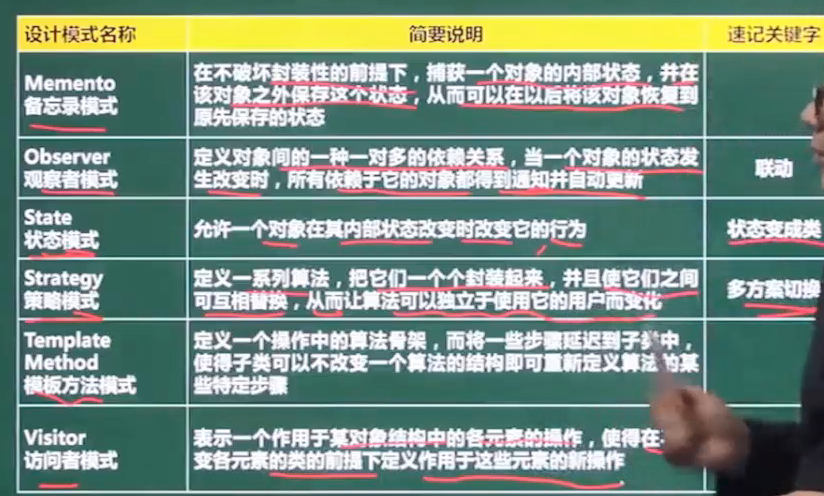 设计模式名称 简要说明 速记关键字
Memento
备忘录模式
在不破坏封装性的前提下，捕获一个对象的内部状态，并在
该对象之外保存这个状态，从而可以在以后将该对象恢复到
原先保存的状态
Observer
观察者模式
定义对象间的一种一对多的依赖关系，当一个对象的状态发
生改变时，所有依赖于它的对象都得到通知并自动更新
联动
State
状态模式
允许一个对象在其内部状态改变时改变它的行为
状态变成类
Strategy
策略模式
定义一系列算法，把它们一个个封装起来，并且使它们之间
可互相替换，从而让算法可以独立于使用它的用户而变化
多方案切换
Template
Method
模板方法模式
定义一个操作中的算法骨架，而将一些步骤延迟到子类中，
使得子类可以不改变一个算法的结构即可重新定义算法的某
些特定步骤
Visitor
访问者模式
表示一个作用于某对象结构中的各元素的操作，使得在
变各元素的类的前提下定义作用于这些元素的新操作